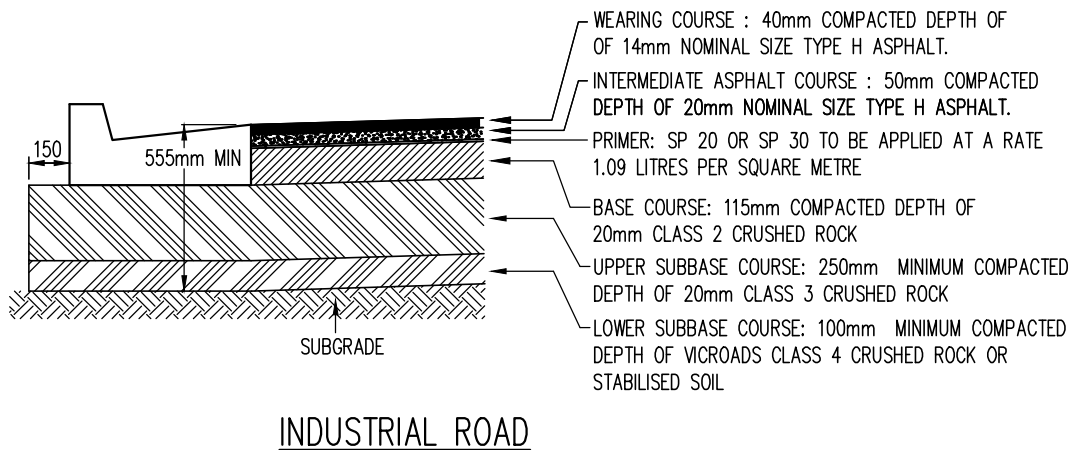 WEARING COURSE : 40mm COMPACTED DEPTH OF
OF 14mm NOMINAL SIZE TYPE H ASPHALT.
INTERMEDIATE ASPHALT COURSE : 50mm COMPACTED
DEPTH OF 20mm NOMINAL SIZE TYPE H ASPHALT.
PRIMER: SP 20 OR SP 30 TO BE APPLIED AT A RATE
1.09 LITRES PER SQUARE METRE
150
555mm MIN
BASE COURSE: 115mm COMPACTED DEPTH OF
20mm CLASS 2 CRUSHED ROCK
UPPER SUBBASE COURSE: 250mm MINIMUM COMPACTED
DEPTH OF 20mm CLASS 3 CRUSHED ROCK
LOWER SUBBASE COURSE: 100mm MINIMUM COMPACTED
DEPTH OF VICROADS CLASS 4 CRUSHED ROCK OR
STABILISED SOIL
SUBGRADE
INDUSTRIAL ROAD